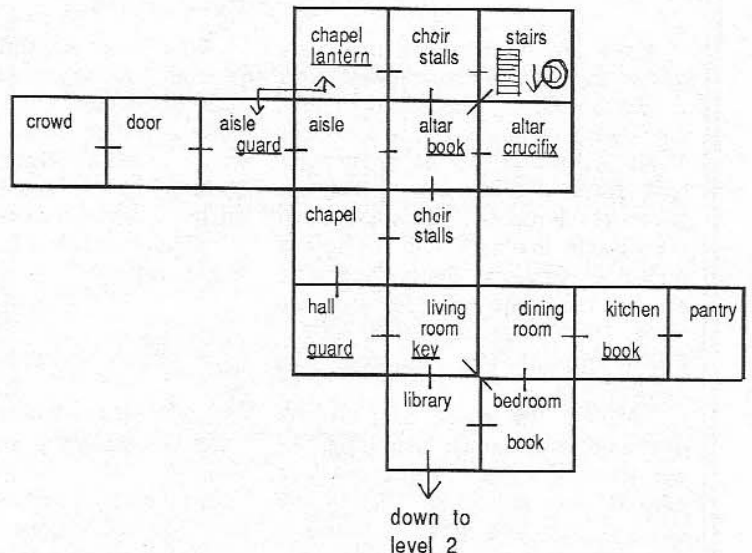 chapel
lantern
choir
stalls
stairs
crowd
door
aisle
guard
aisle
altar
book
altar
crucifix
chapel
choir
stalls
hall
guard
living
room
key
dining
room
kitchen
book
pantry
library
bedroom
book
down to
level 2